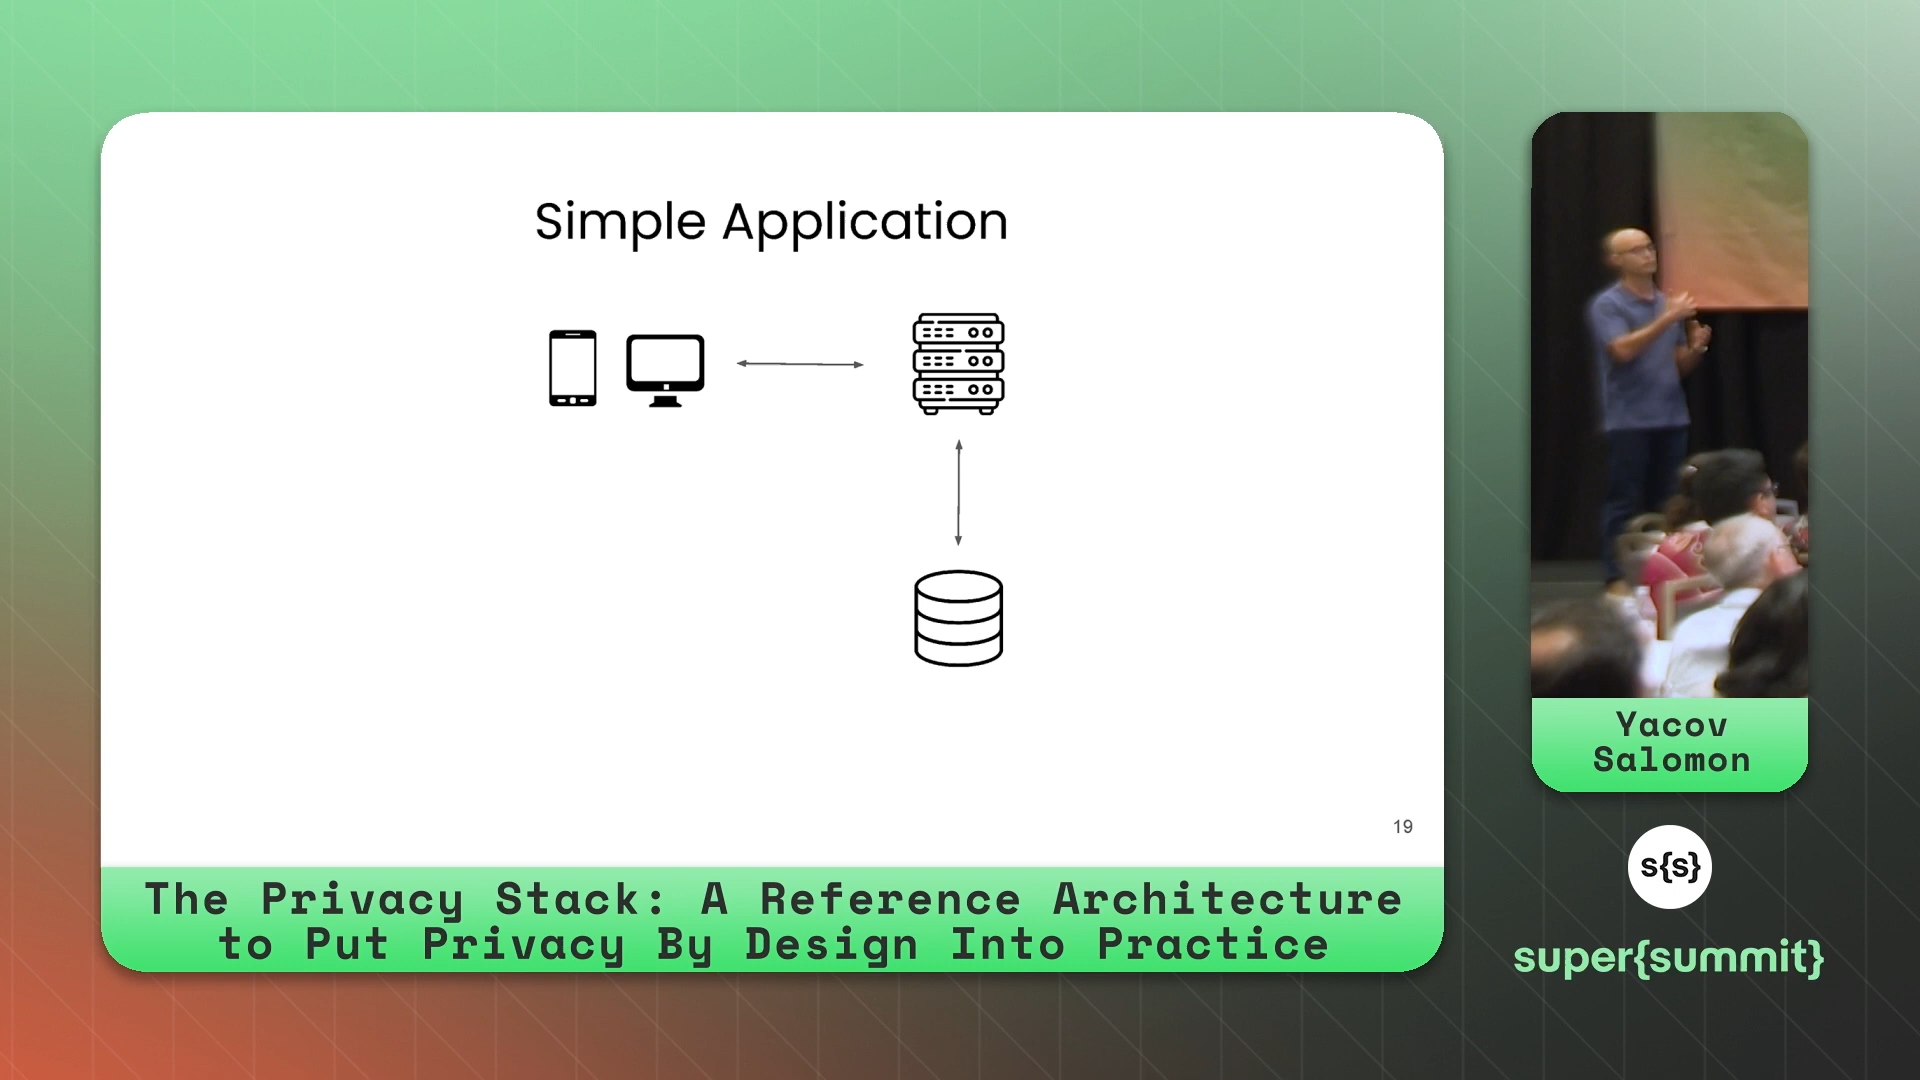 Simple Application
19
The Privacy Stack: A Reference Architecture
to Put Privacy By Design Into Practice
Yacov
Salomon
s{s}
super{summit}